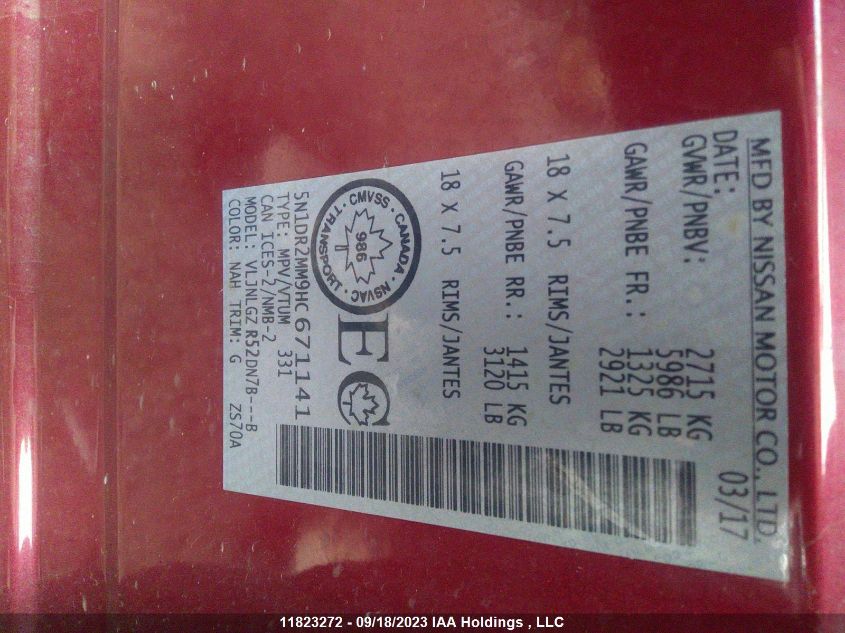 MFD BY NISSAN MOTOR CO., LTD.
DATE: 03/17
GVWR/PNBV: 2715 KG
5986 LB
GAWR/PNBE FR.: 1325 KG
2921 LB
18 X 7.5 RIMS/JANTES
GAWR/PNBE RR.: 1415 KG
3120 LB
18 X 7.5 RIMS/JANTES
CMVSS · CANADA · NSVAC · TRANSPORT ·
986
EC
5N1DR2MM9HC671141
TYPE: MPV/VTUM 331
CAN ICES-2/NMB-2
MODEL: VLJNLGZ R52DN7B---B
COLOR: NAH TRIM: G ZS70A
11823272 - 09/18/2023 IAA Holdings , LLC